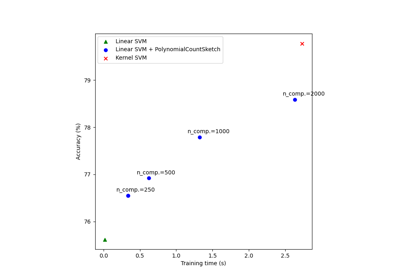 Linear SVM
Linear SVM + PolynomialCountSketch
Kernel SVM
n_comp.=2000
n_comp.=1000
n_comp.=500
n_comp.=250
79
78
77
76
Accuracy (%)
0.0 0.5 1.0 1.5 2.0 2.5
Training time (s)